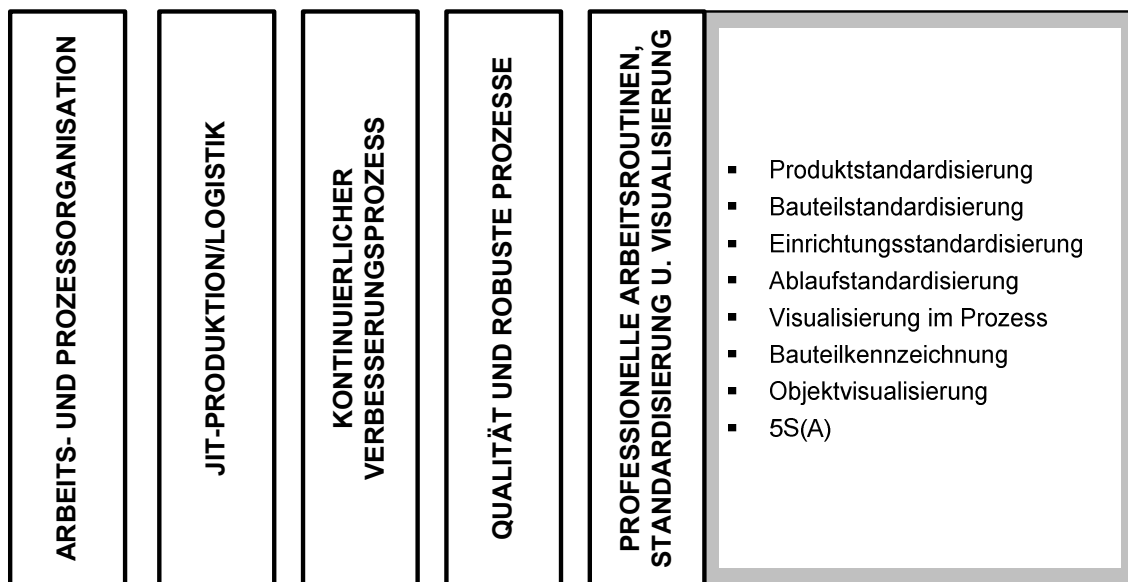 ARBEITS- UND PROZESSORGANISATION
JIT-PRODUKTION/LOGISTIK
KONTINUIERLICHER
VERBESSERUNGSPROZESS
QUALITÄT UND ROBUSTE PROZESSE
PROFESSIONELLE ARBEITSROUTINEN,
STANDARDISIERUNG U. VISUALISIERUNG
▪ Produktstandardisierung
▪ Bauteilstandardisierung
▪ Einrichtungsstandardisierung
▪ Ablaufstandardisierung
▪ Visualisierung im Prozess
▪ Bauteilkennzeichnung
▪ Objektvisualisierung
▪ 5S(A)